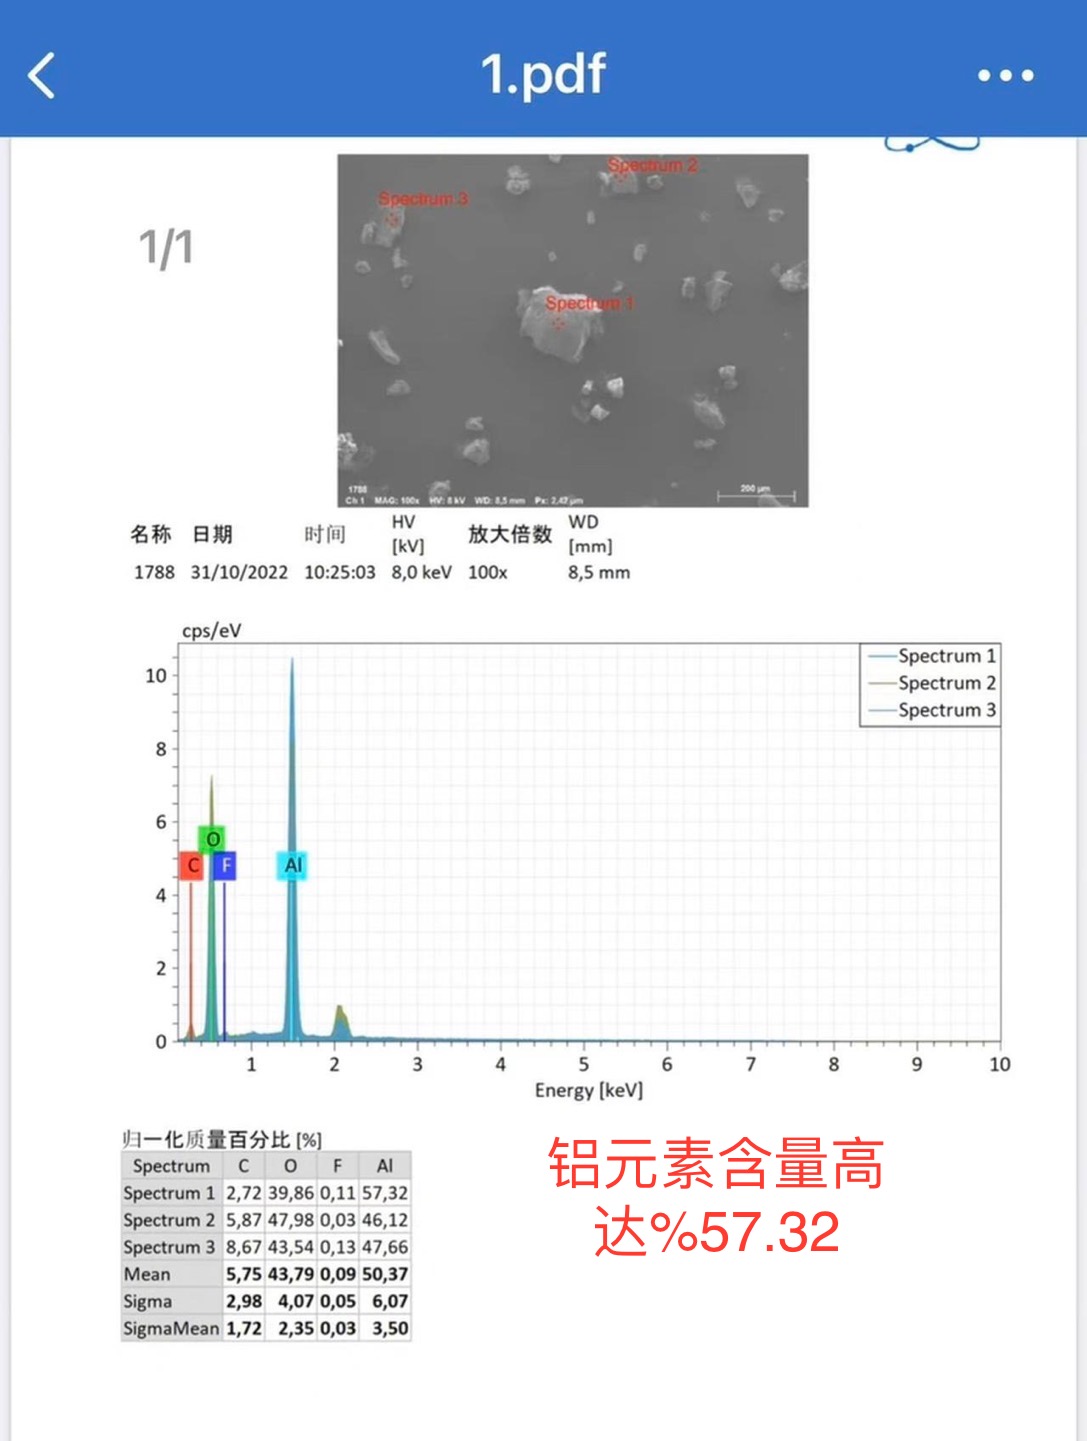 1.pdf
1/1
Spectrum 2
Spectrum 3
Spectrum 1
1788
Ch 1 MAG: 100x HV: 8 kV WD: 8,5 mm Px: 2,47 µm
200 µm
名称 日期 时间 HV [kV] 放大倍数 WD [mm]
1788 31/10/2022 10:25:03 8,0 keV 100x 8,5 mm
cps/eV
Spectrum 1
Spectrum 2
Spectrum 3
10
8
6
4
2
0
O
C F Al
1 2 3 4 5 6 7 8 9 10
Energy [keV]
归一化质量百分比 [%]
Spectrum C O F Al
Spectrum 1 2,72 39,86 0,11 57,32
Spectrum 2 5,87 47,98 0,03 46,12
Spectrum 3 8,67 43,54 0,13 47,66
Mean 5,75 43,79 0,09 50,37
Sigma 2,98 4,07 0,05 6,07
SigmaMean 1,72 2,35 0,03 3,50
铝元素含量高
达%57.32